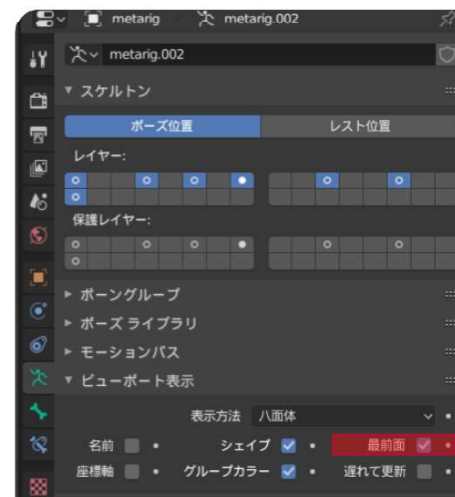 metarig metarig.002
metarig.002
スケルトン
ポーズ位置 レスト位置
レイヤー:
保護レイヤー:
ボーングループ
ポーズ ライブラリ
モーションパス
ビューポート表示
表示方法 八面体
名前 シェイプ 最前面
座標軸 グループカラー 遅れて更新